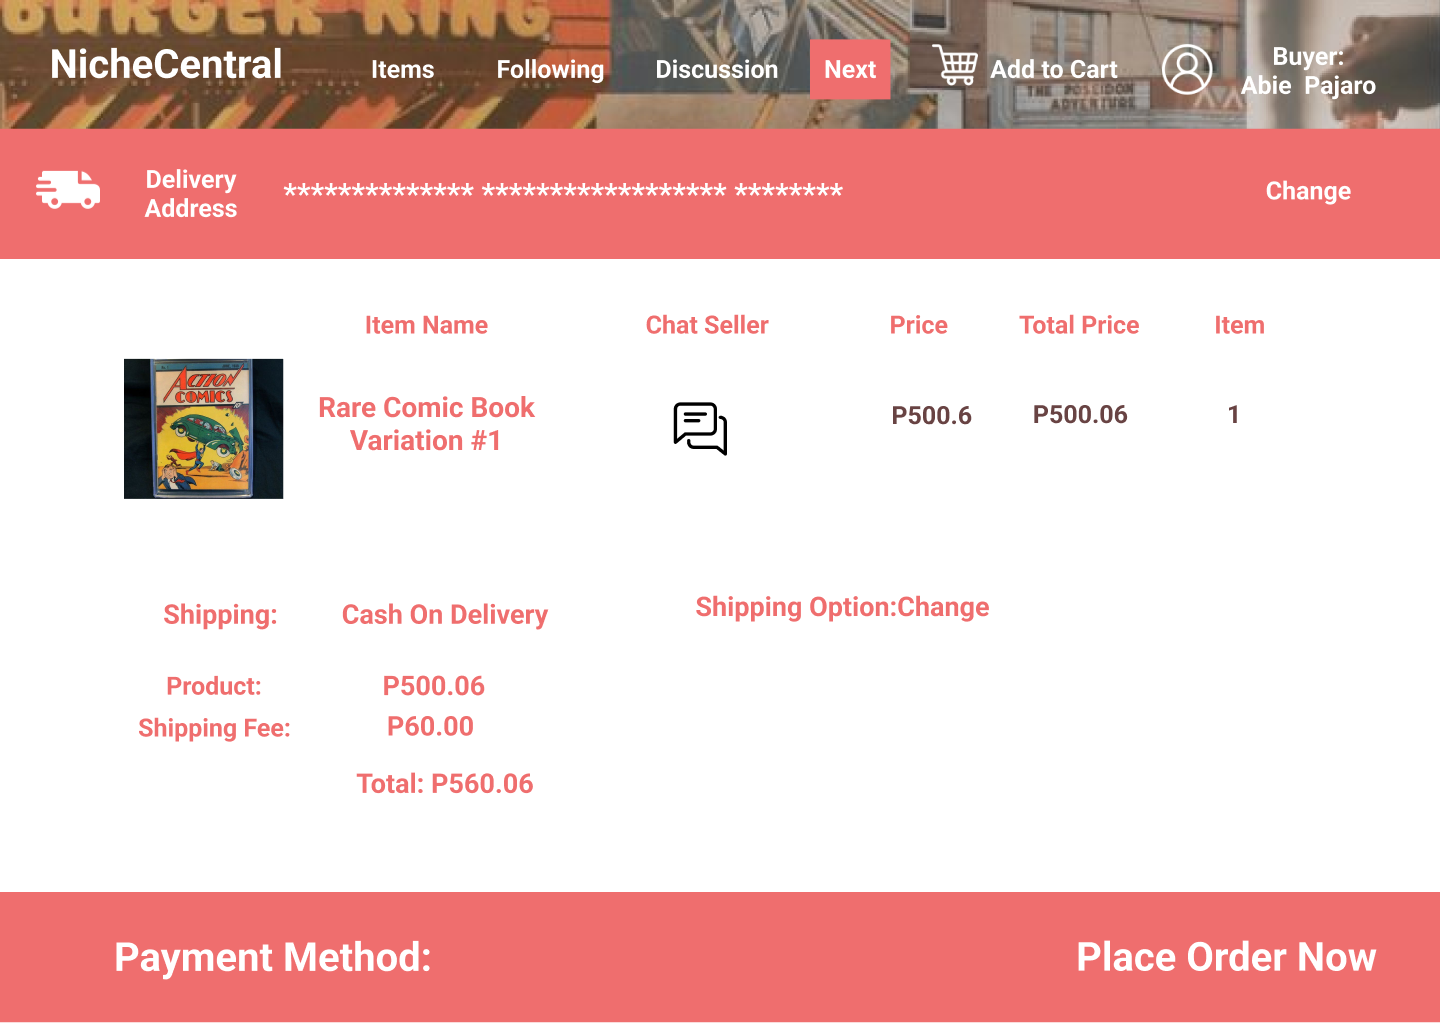 BURGER KING
NicheCentral
Items
Following
Discussion
Next
Add to Cart
Buyer:
Abie Pajaro
THE POSEIDON
ADVERTURE
Delivery
Address
************** ****************** ********
Change
Item Name
Chat Seller
Price
Total Price
Item
ACTION
COMICS
Rare Comic Book
Variation #1
P500.6
P500.06
1
Shipping:
Cash On Delivery
Shipping Option:Change
Product:
P500.06
Shipping Fee:
P60.00
Total: P560.06
Payment Method:
Place Order Now